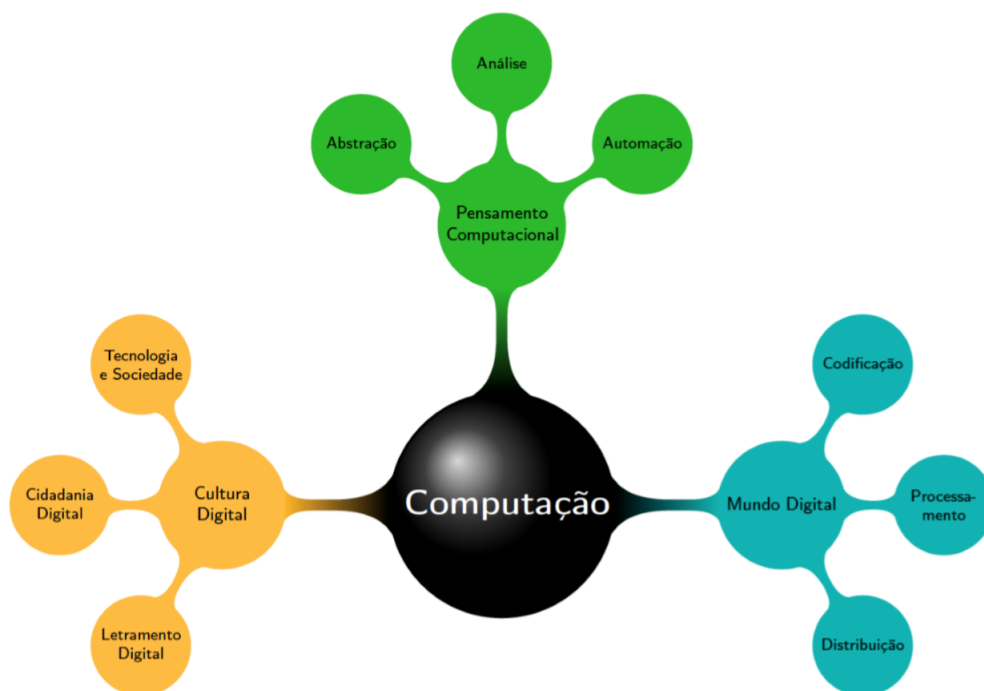 Análise
Abstração
Automação
Pensamento
Computacional
Tecnologia
e Sociedade
Codificação
Cidadania
Digital
Cultura
Digital
Computação
Mundo Digital
Processa-
mento
Letramento
Digital
Distribuição